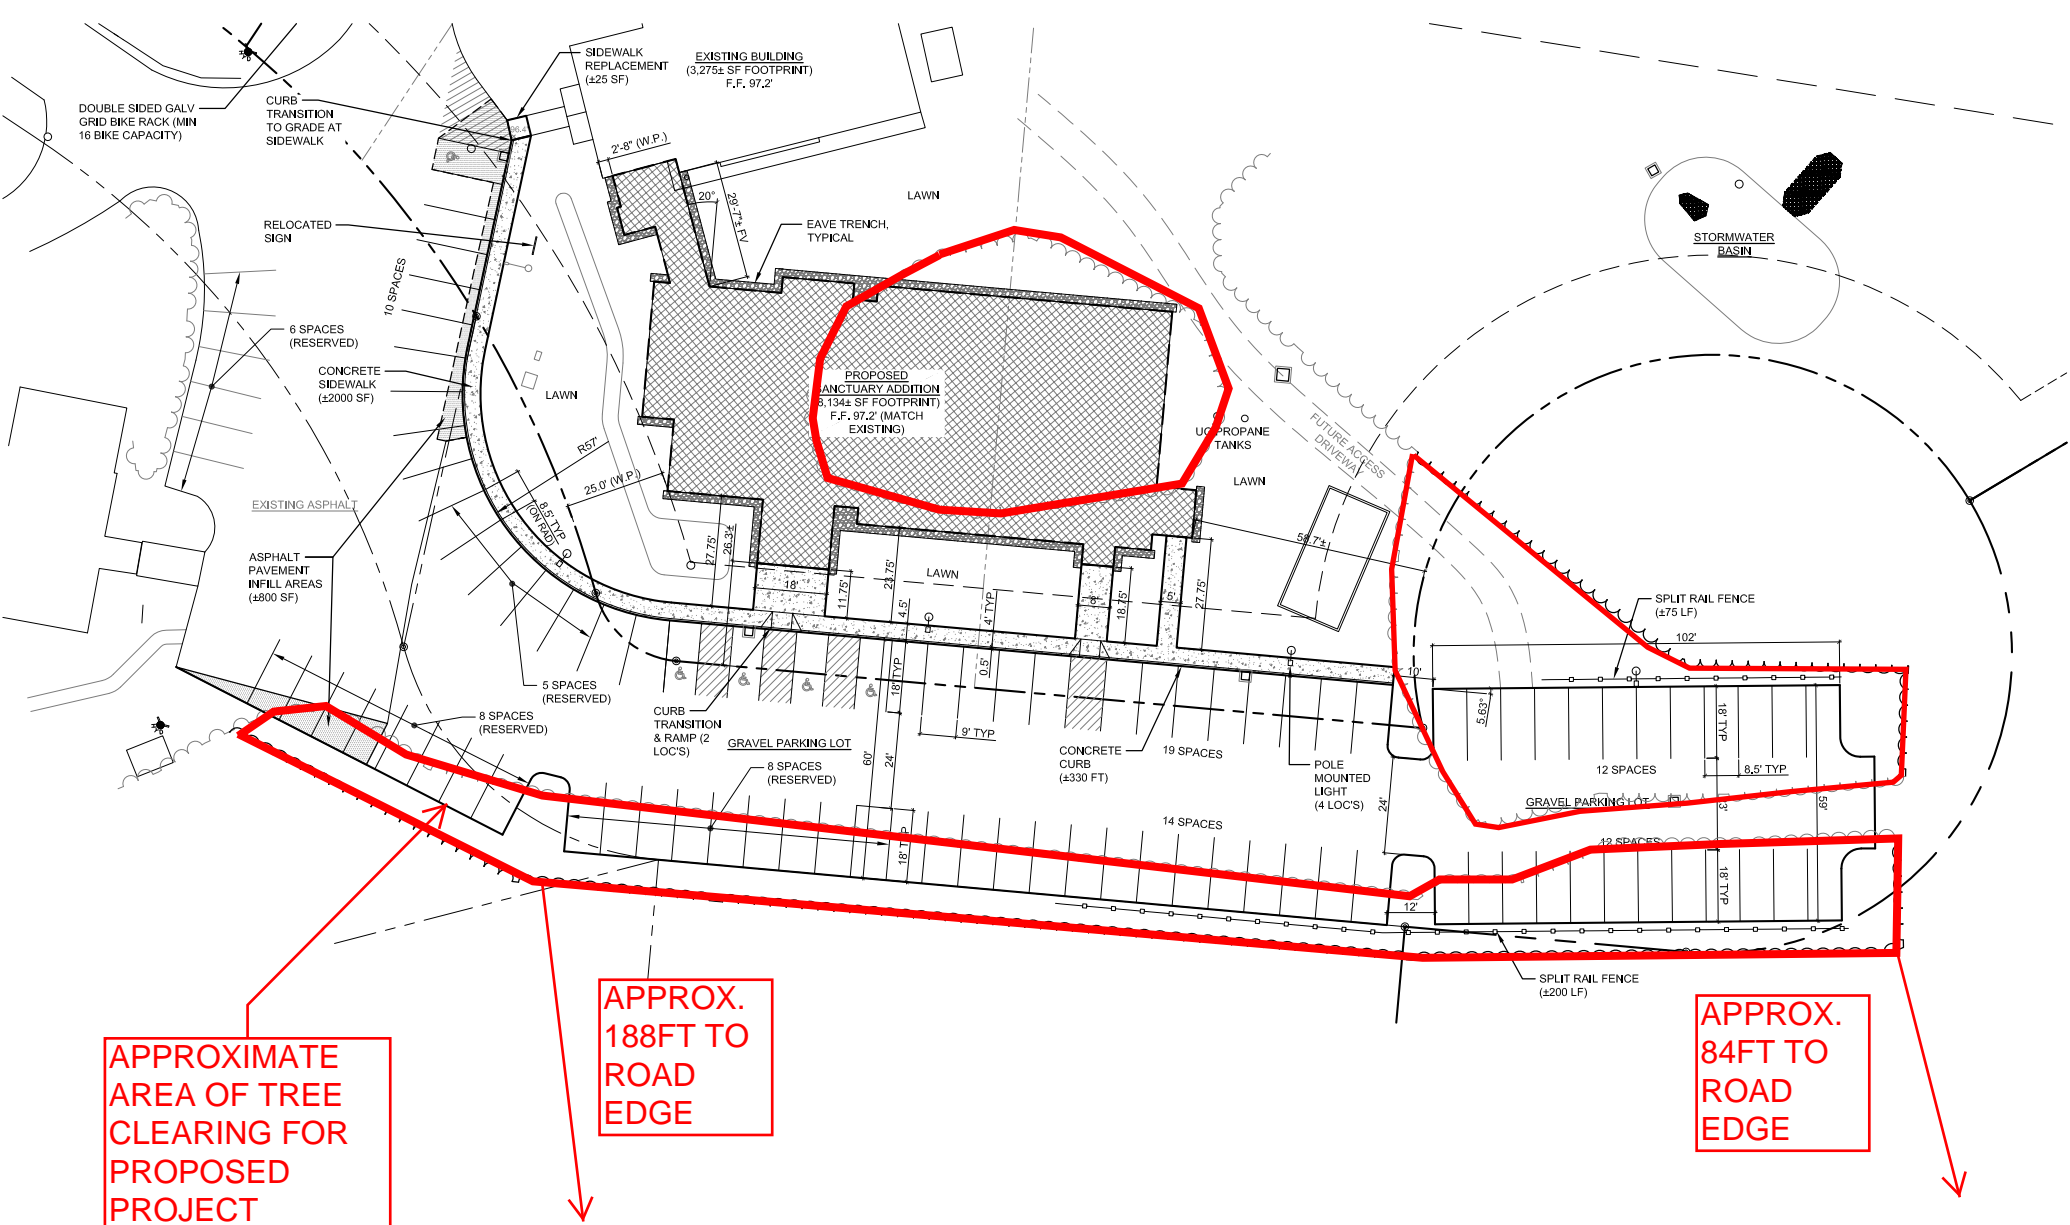 SIDEWALK
REPLACEMENT
(±25 SF)
EXISTING BUILDING
(3,275± SF FOOTPRINT)
F.F. 97.2'
DOUBLE SIDED GALV
GRID BIKE RACK (MIN
16 BIKE CAPACITY)
CURB
TRANSITION
TO GRADE AT
SIDEWALK
96.4
2'-8" (W.P.)
20°
29'-7"± FV
LAWN
EAVE TRENCH,
TYPICAL
RELOCATED
SIGN
STORMWATER
BASIN
10 SPACES
6 SPACES
(RESERVED)
CONCRETE
SIDEWALK
(±2000 SF)
LAWN
PROPOSED
SANCTUARY ADDITION
8,134± SF FOOTPRINT)
F.F. 97.2' (MATCH
EXISTING)
UG PROPANE
TANKS
FUTURE ACCESS
DRIVEWAY
LAWN
R57'
25.0' (W.P.)
8.5' TYP
(ON RAD)
EXISTING ASPHALT
ASPHALT
PAVEMENT
INFILL AREAS
(±800 SF)
27.75'
26.3'±
18'
11.75'
23.75'
4.5'
LAWN
4' TYP
8'
18.75'
5'
27.75'
58.7'±
SPLIT RAIL FENCE
(±75 LF)
102'
10'
5.63°
0.5'
18' TYP
5 SPACES
(RESERVED)
8 SPACES
(RESERVED)
CURB
TRANSITION
& RAMP (2
LOC'S)
GRAVEL PARKING LOT
8 SPACES
(RESERVED)
60'
24'
9' TYP
CONCRETE
CURB
(±330 FT)
19 SPACES
POLE
MOUNTED
LIGHT
(4 LOC'S)
24'
18' TYP
12 SPACES
8.5' TYP
GRAVEL PARKING LOT
59'
14 SPACES
12 SPACES
18' TYP
12'
SPLIT RAIL FENCE
(±200 LF)
APPROX.
188FT TO
ROAD
EDGE
APPROX.
84FT TO
ROAD
EDGE
APPROXIMATE
AREA OF TREE
CLEARING FOR
PROPOSED
PROJECT